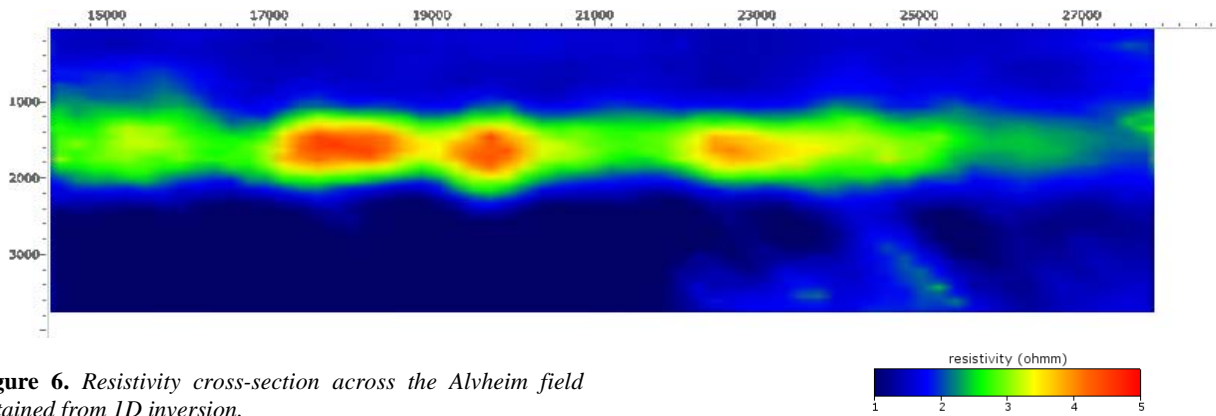 15000 17000 19000 21000 23000 25000 27000
1000
2000
3000
gure 6. Resistivity cross-section across the Alvheim field
tained from 1D inversion.
resistivity (ohmm)
1 2 3 4 5